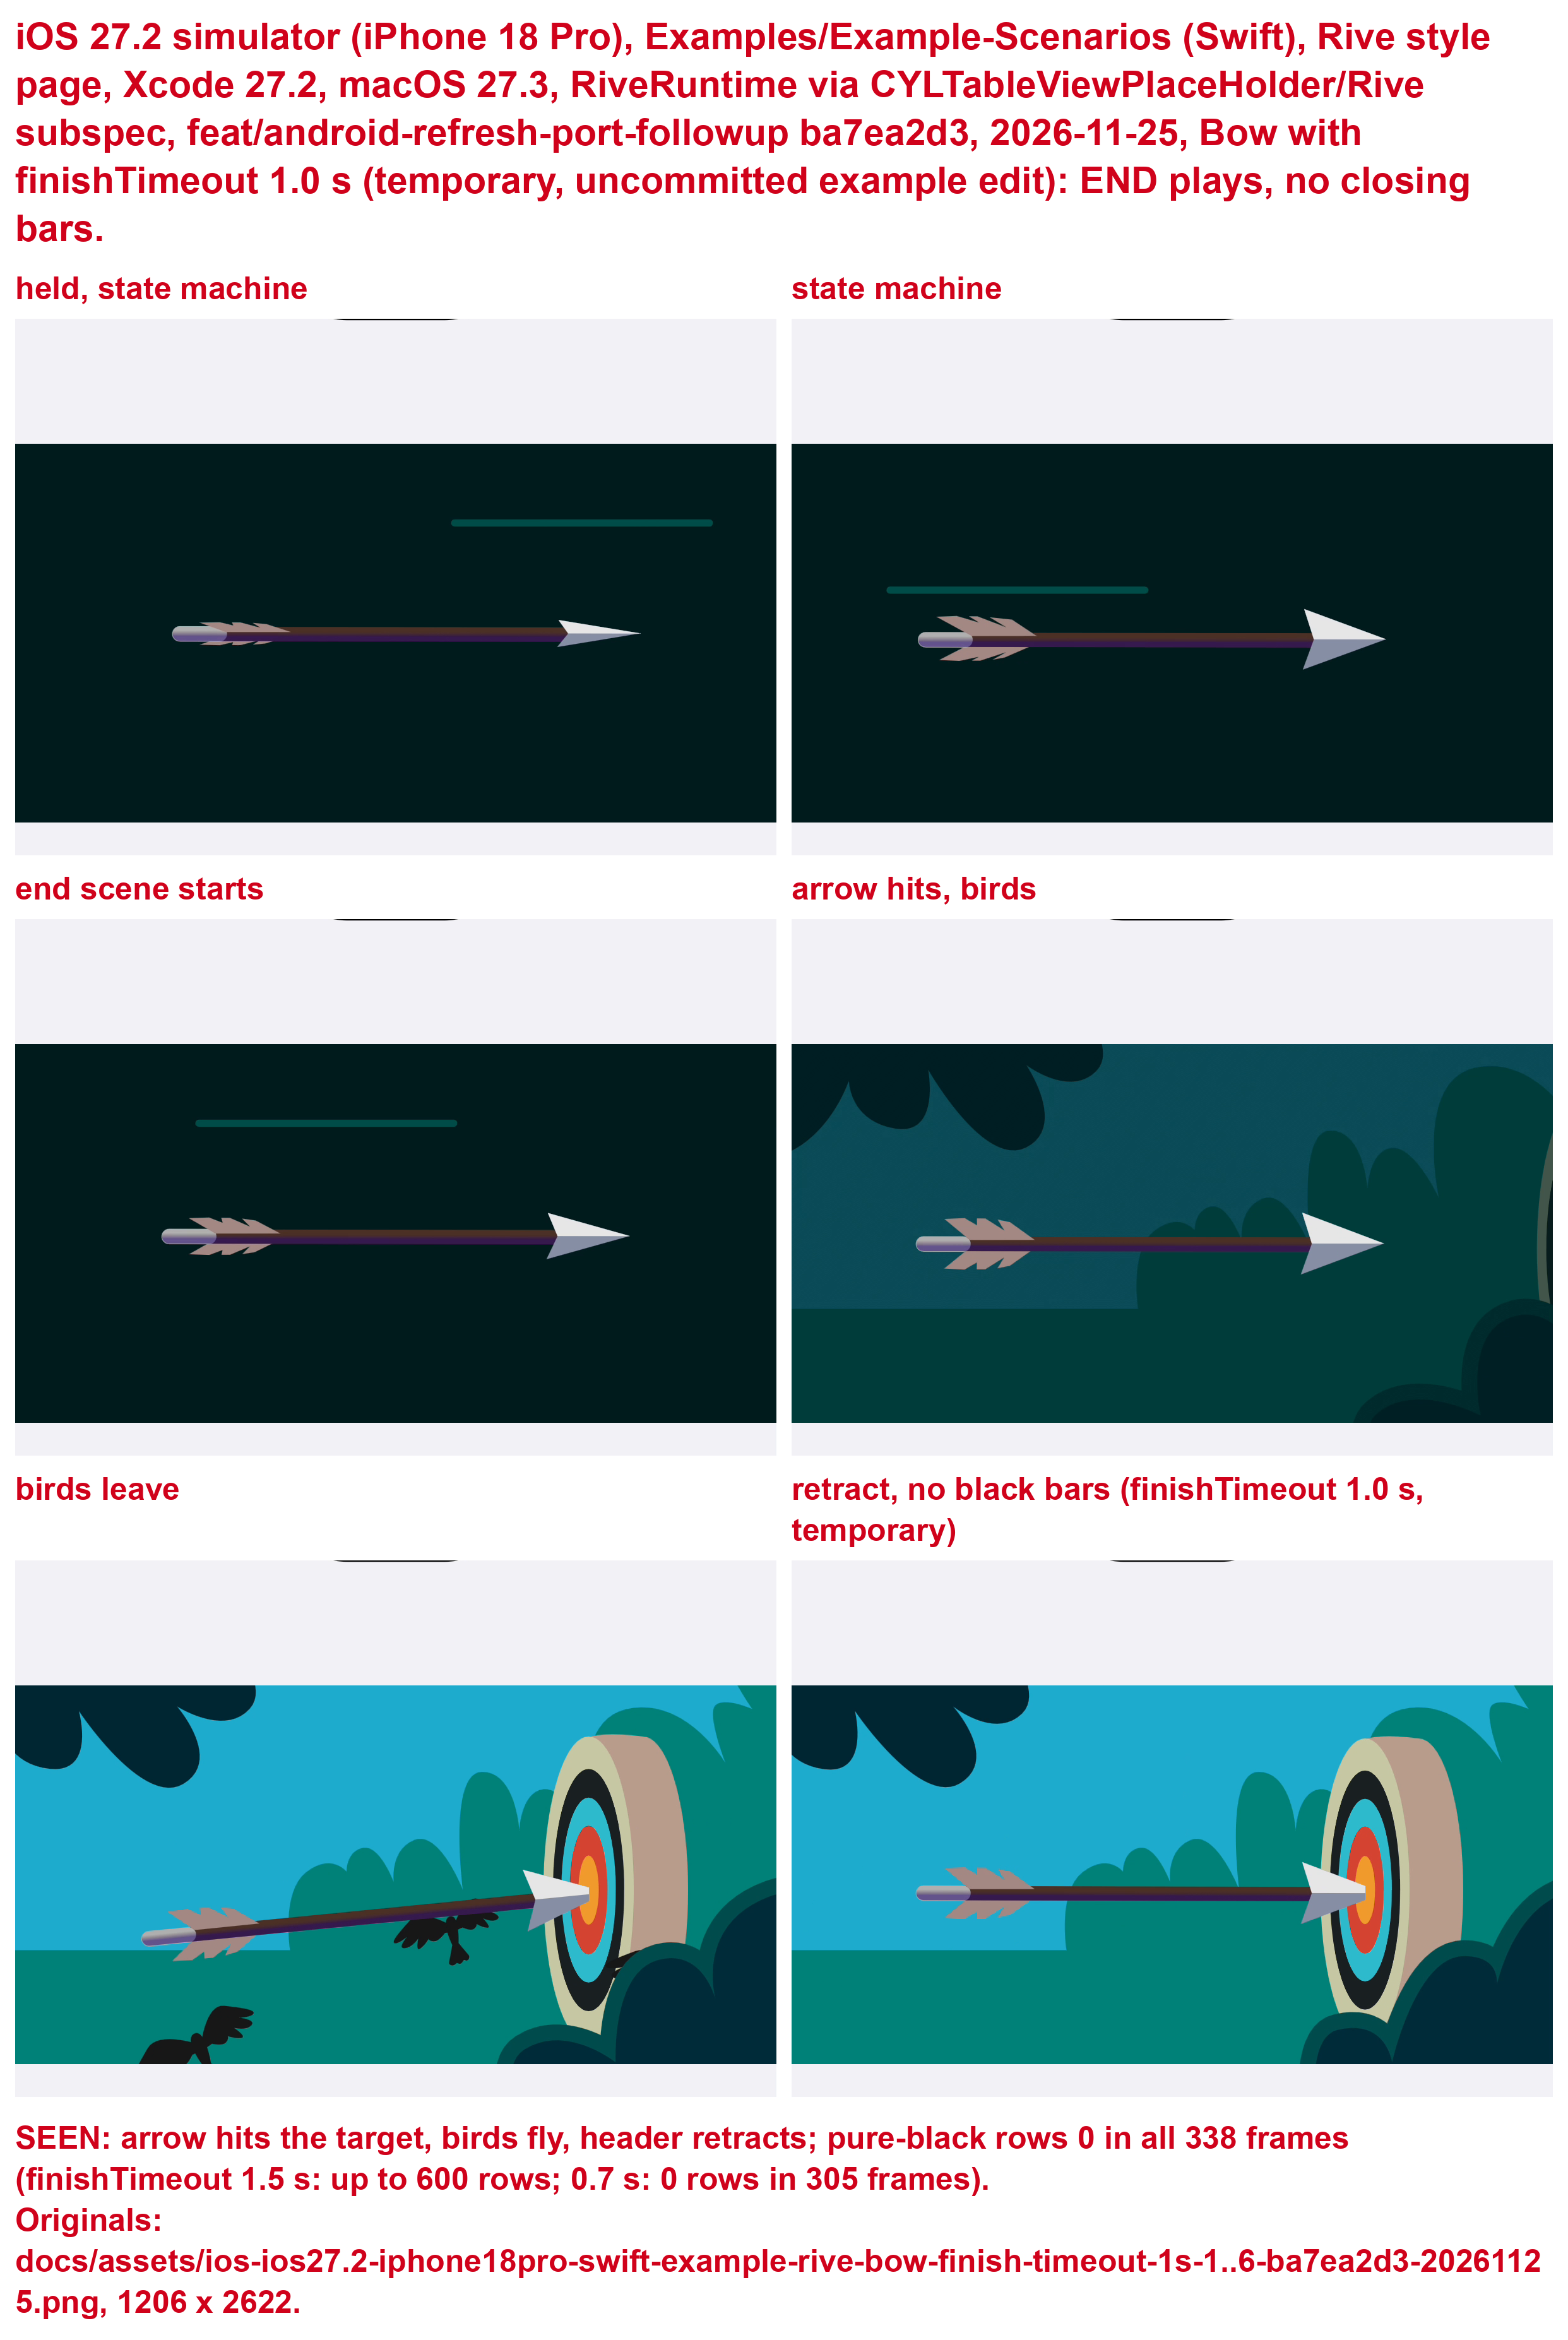 iOS 27.2 simulator (iPhone 18 Pro), Examples/Example-Scenarios (Swift), Rive style
page, Xcode 27.2, macOS 27.3, RiveRuntime via CYLTableViewPlaceHolder/Rive
subspec, feat/android-refresh-port-followup ba7ea2d3, 2026-11-25, Bow with
finishTimeout 1.0 s (temporary, uncommitted example edit): END plays, no closing
bars.
held, state machine
state machine
end scene starts
arrow hits, birds
birds leave
retract, no black bars (finishTimeout 1.0 s,
temporary)
SEEN: arrow hits the target, birds fly, header retracts; pure-black rows 0 in all 338 frames
(finishTimeout 1.5 s: up to 600 rows; 0.7 s: 0 rows in 305 frames).
Originals:
docs/assets/ios-ios27.2-iphone18pro-swift-example-rive-bow-finish-timeout-1s-1..6-ba7ea2d3-2026112
5.png, 1206 x 2622.